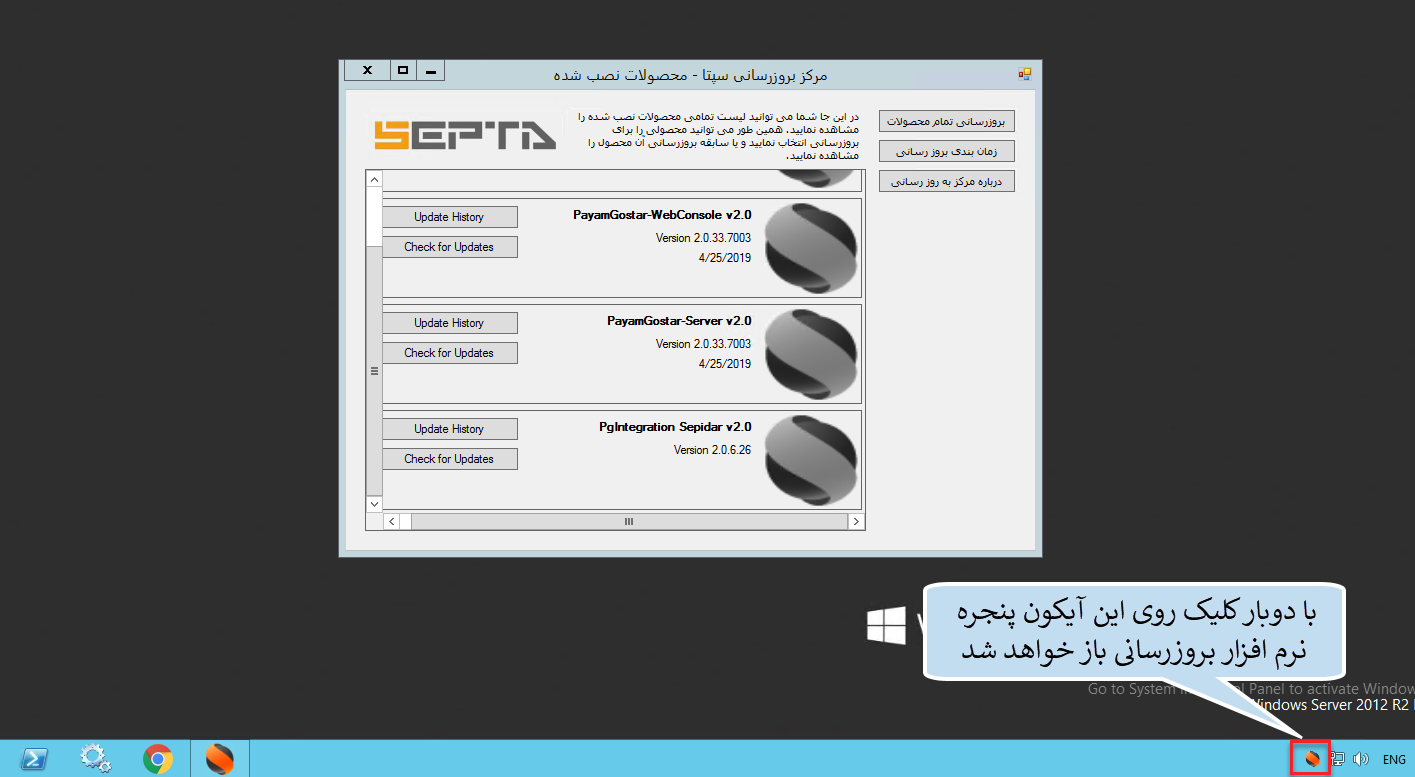 مرکز بروزرسانی سپتا - محصولات نصب شده
بروزرسانی تمام محصولات
زمان بندی بروز رسانی
درباره مرکز به روز رسانی
در این جا شما می توانید لیست تمامی محصولات نصب شده را
مشاهده نمایید. همین طور می توانید محصولی را برای
بروزرسانی انتخاب نمایید و یا سابقه بروزرسانی آن محصول را
مشاهده نمایید.
SEPTA
PayamGostar-WebConsole v2.0
Version 2.0.33.7003
4/25/2019
Update History
Check for Updates
PayamGostar-Server v2.0
Version 2.0.33.7003
4/25/2019
Update History
Check for Updates
PgIntegration Sepidar v2.0
Version 2.0.6.26
Update History
Check for Updates
با دوبار کلیک روی این آیکون پنجره
نرم افزار بروزرسانی باز خواهد شد
Go to System Panel to activate Window
Windows Server 2012 R2
ENG